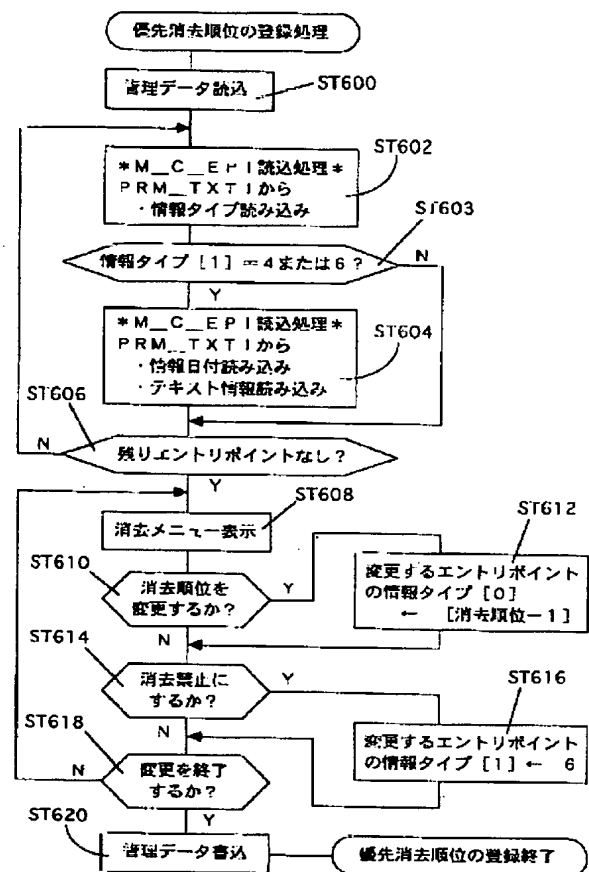 優先消去順位の登録処理
管理データ読込
ST600
＊M＿C＿EPI読込処理＊
PRM＿TXTIから
・情報タイプ読み込み
ST602
ST603
情報タイプ［1］＝4または6？
N
Y
＊M＿C＿EPI読込処理＊
PRM＿TXTIから
・情報日付読み込み
・テキスト情報読み込み
ST604
ST606
N
残りエントリポイントなし？
Y
ST608
消去メニュー表示
ST610
消去順位を
変更するか？
Y
N
ST612
変更するエントリポイント
の情報タイプ［0］
← ［消去順位－1］
ST614
消去禁止に
するか？
Y
N
ST616
変更するエントリポイント
の情報タイプ［1］← 6
ST618
N
変更を終了
するか？
Y
ST620
管理データ書込
優先消去順位の登録終了